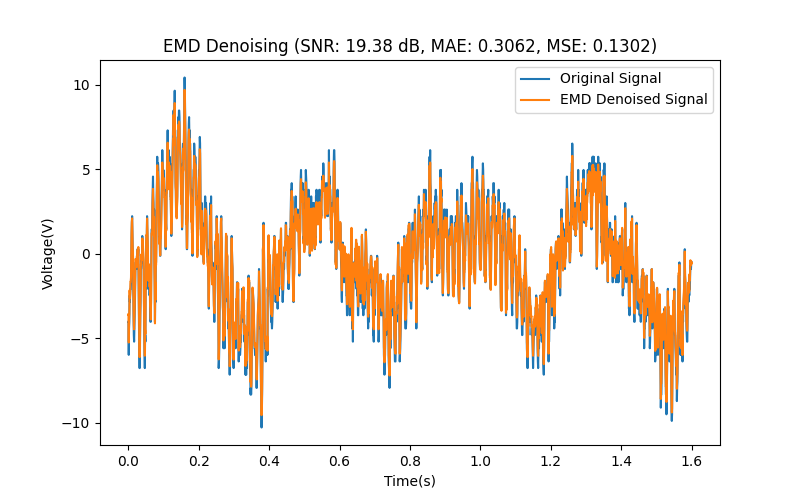 EMD Denoising (SNR: 19.38 dB, MAE: 0.3062, MSE: 0.1302)
Original Signal
EMD Denoised Signal
Voltage(V)
10
5
0
−5
−10
0.0 0.2 0.4 0.6 0.8 1.0 1.2 1.4 1.6
Time(s)